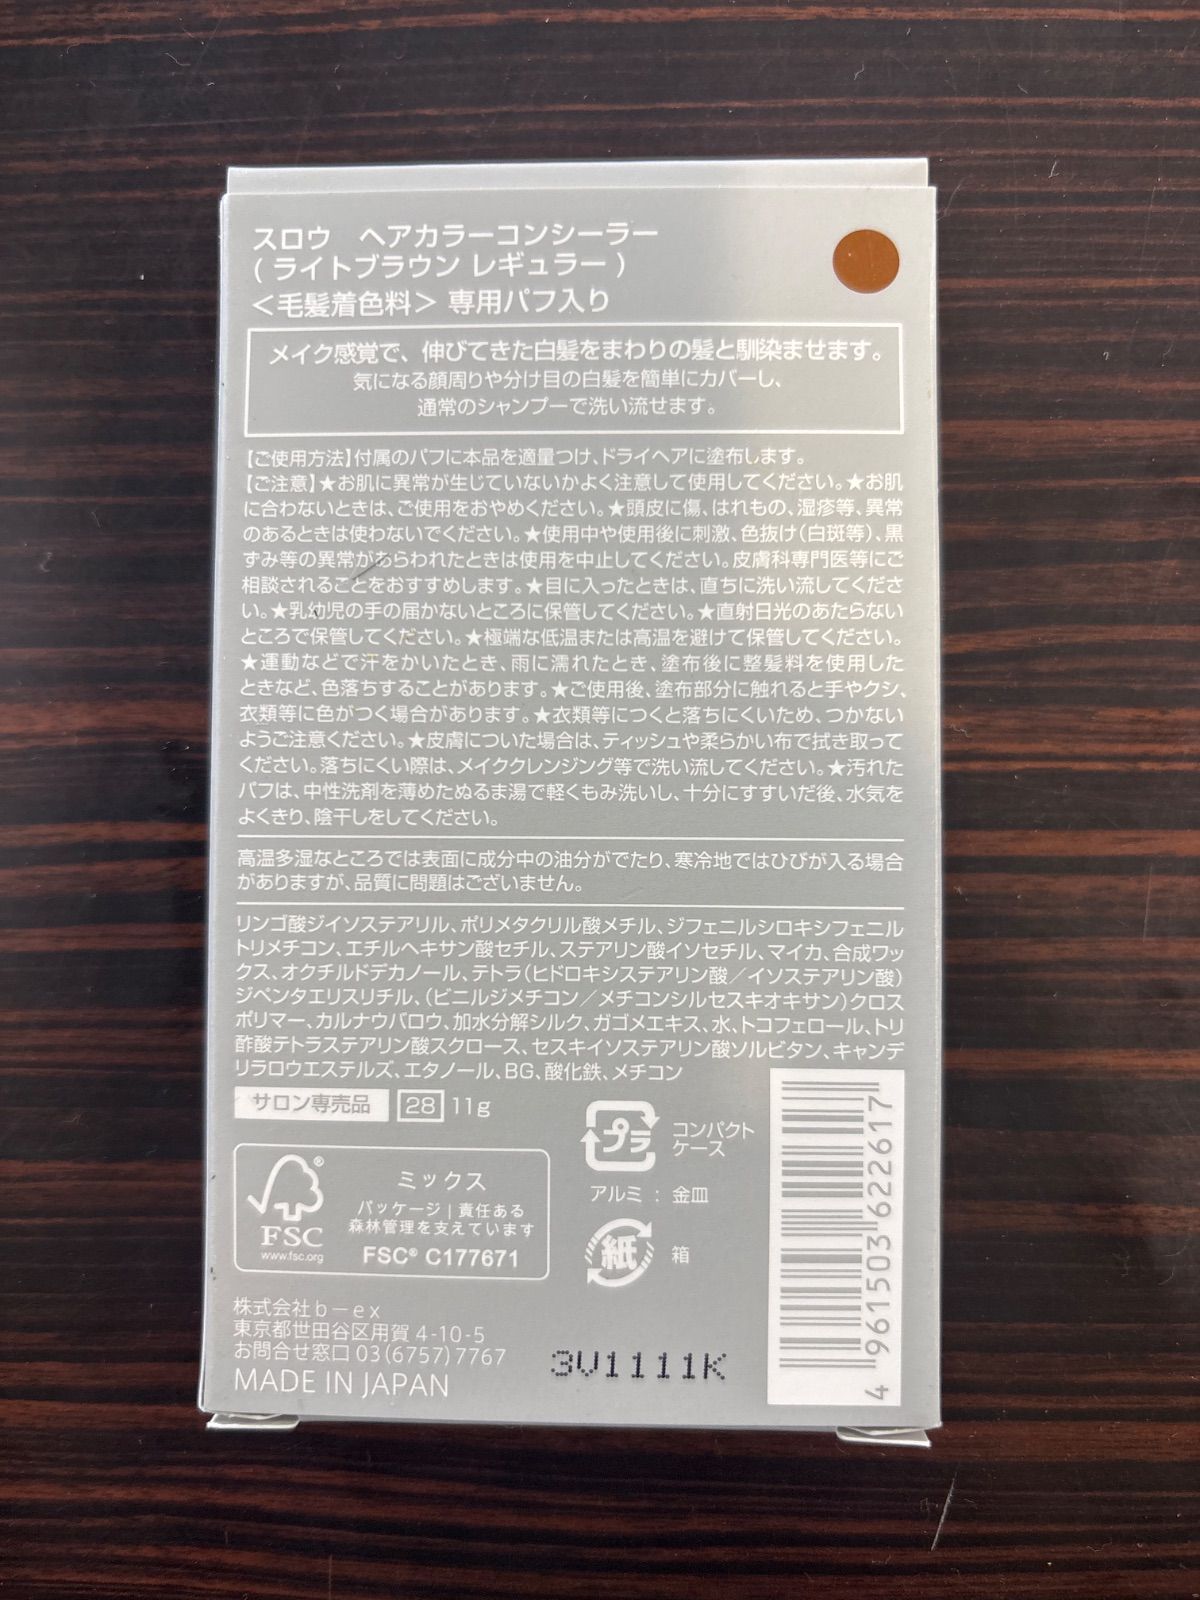 スロウ ヘアカラーコンシーラー
(ライトブラウン レギュラー)
<毛髪着色料> 専用パフ入り
メイク感覚で、伸びてきた白髪をまわりの髪と馴染ませます。
気になる顔周りや分け目の白髪を簡単にカバーし、
通常のシャンプーで洗い流せます。
【ご使用方法】付属のパフに本品を適量つけ、ドライヘアに塗布します。
【ご注意】★お肌に異常が生じていないかよく注意して使用してください。★お肌
に合わないときは、ご使用をおやめください。★頭皮に傷、はれもの、湿疹等、異常
のあるときは使わないでください。★使用中や使用後に刺激、色抜け(白斑等)、黒
ずみ等の異常があらわれたときは使用を中止してください。皮膚科専門医等にご
相談されることをおすすめします。★目に入ったときは、直ちに洗い流してくださ
い。★乳幼児の手の届かないところに保管してください。★直射日光のあたらない
ところで保管してください。★極端な低温または高温を避けて保管してください。
★運動などで汗をかいたとき、雨に濡れたとき、塗布後に整髪料を使用した
ときなど、色落ちすることがあります。★ご使用後、塗布部分に触れると手やクシ、
衣類等に色がつく場合があります。★衣類等につくと落ちにくいため、つかない
ようご注意ください。★皮膚についた場合は、ティッシュや柔らかい布で拭き取って
ください。落ちにくい際は、メイククレンジング等で洗い流してください。★汚れた
パフは、中性洗剤を薄めたぬるま湯で軽くもみ洗いし、十分にすすいだ後、水気を
よくきり、陰干しをしてください。
高温多湿なところでは表面に成分中の油分がでたり、寒冷地ではひびが入る場合
がありますが、品質に問題はございません。
リンゴ酸ジイソステアリル、ポリメタクリル酸メチル、ジフェニルシロキシフェニル
トリメチコン、エチルヘキサン酸セチル、ステアリン酸イソセチル、マイカ、合成ワッ
クス、オクチルドデカノール、テトラ(ヒドロキシステアリン酸/イソステアリン酸)
ジペンタエリスリチル、(ビニルジメチコン/メチコンシルセスキオキサン)クロス
ポリマー、カルナウバロウ、加水分解シルク、ガゴメエキス、水、トコフェロール、トリ
酢酸テトラステアリン酸スクロース、セスキイソステアリン酸ソルビタン、キャンデ
リラロウエステルズ、エタノール、BG、酸化鉄、メチコン
サロン専売品 28 11g
プラ コンパクト
ケース
アルミ : 金皿
紙 箱
FSC®
www.fsc.org
ミックス
パッケージ | 責任ある
森林管理を支えています
FSC® C177671
株式会社b-ex
東京都世田谷区用賀 4-10-5
お問合せ窓口 03(6757)7767
MADE IN JAPAN
3V1111K
4 961503 622617